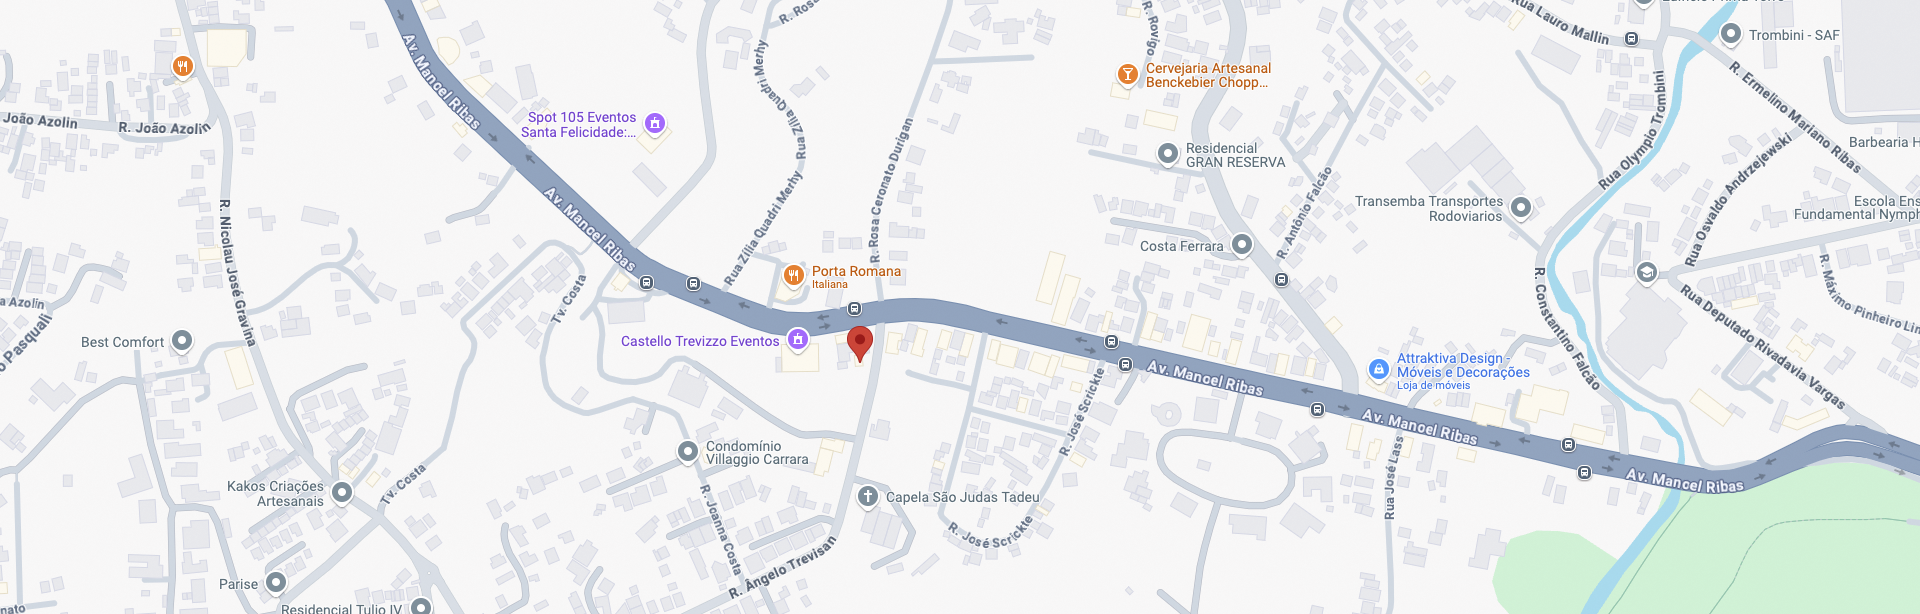 R. Rosa
Av. Manoel Ribas
R. Rovigo
Rua Lauro Mallin
Trombini - SAF
R. Ermelino Mariano Ribas
Cervejaria Artesanal
Benckebier Chopp...
Rua Zilia Quadri Merhy
João Azolin
R. João Azolin
Spot 105 Eventos
Santa Felicidade:...
Rua Olympio Trombini
Barbearia H
Residencial
GRAN RESERVA
R. Rosa Ceronato Durigan
Rua Osvaldo Andrzejewski
Transemba Transportes
Rodoviarios
Escola Ens
Fundamental Nymph
R. Antônio Falcão
R. Nicolau José Gravina
Av. Manoel Ribas
Rua Zilia Quadri Merhy
Costa Ferrara
Porta Romana
Italiana
Tv. Costa
R. Constantino Falcão
R. Máximo Pinheiro Lin
Rua Deputado Rivadavia Vargas
a Azolin
o Pasquali
Best Comfort
Castello Trevizzo Eventos
Attraktiva Design -
Móveis e Decorações
Loja de móveis
Av. Manoel Ribas
Av. Manoel Ribas
R. José Scrickte
Rua José Lass
Condomínio
Villaggio Carrara
Av. Manoel Ribas
Kakos Criações
Artesanais
Tv. Costa
Capela São Judas Tadeu
R. Joanna Costa
R. José Scrickte
R. Ângelo Trevisan
Parise
Residencial Tulio IV
nato